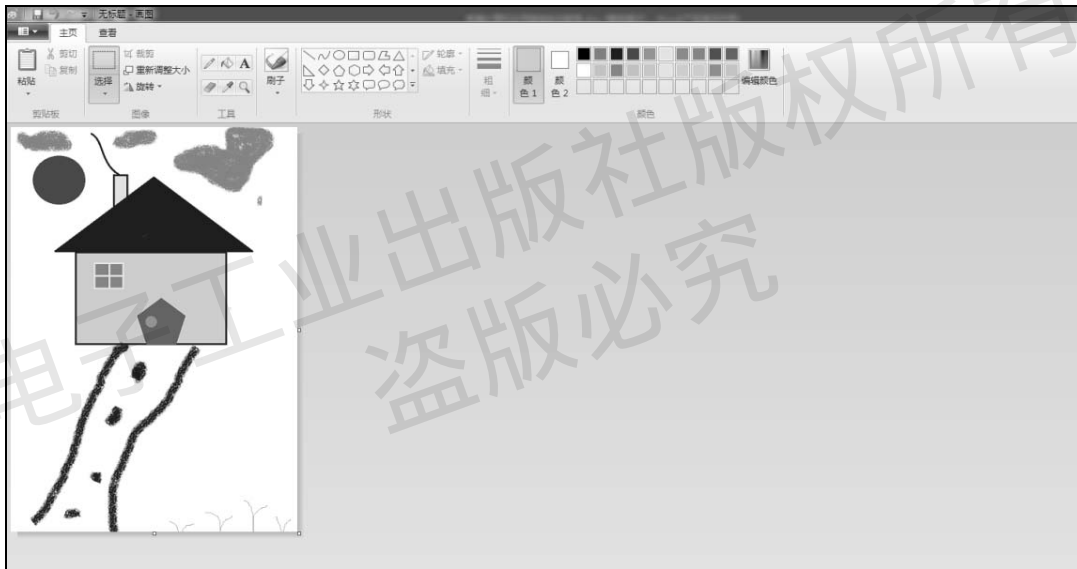 无标题 - 画图
主页 查看
粘贴
剪切
复制
剪贴板
选择
裁剪
重新调整大小
旋转
图像
A
工具
刷子
形状
轮廓
填充
粗细
颜色 1
颜色 2
颜色
编辑颜色
电子工业出版社版权所有
盗版必究